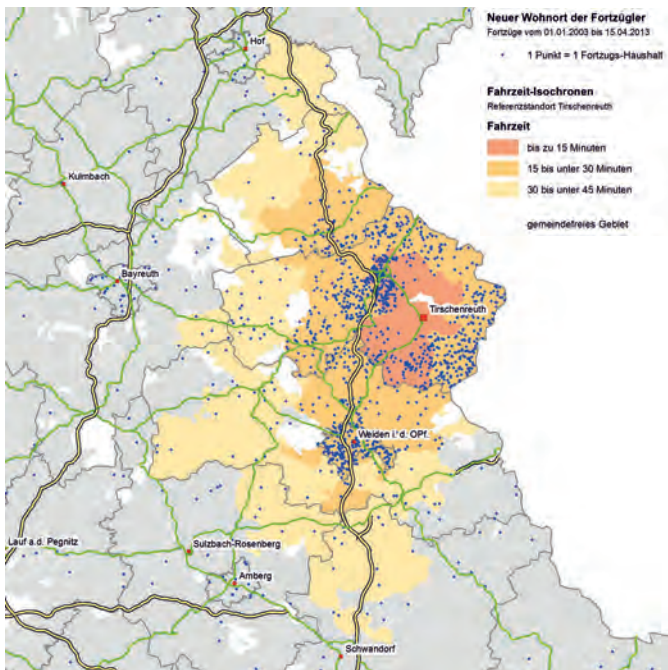 Neuer Wohnort der Fortzügler
Fortzüge vom 01.01.2003 bis 15.04.2013
1 Punkt = 1 Fortzugs-Haushalt
Fahrzeit-Isochronen
Referenzstandort Tirschenreuth
Fahrzeit
bis zu 15 Minuten
15 bis unter 30 Minuten
30 bis unter 45 Minuten
gemeindefreies Gebiet
Hof
Kulmbach
Bayreuth
Tirschenreuth
Weiden i. d. OPf.
Lauf a.d. Pegnitz
Sulzbach-Rosenberg
Amberg
Schwandorf